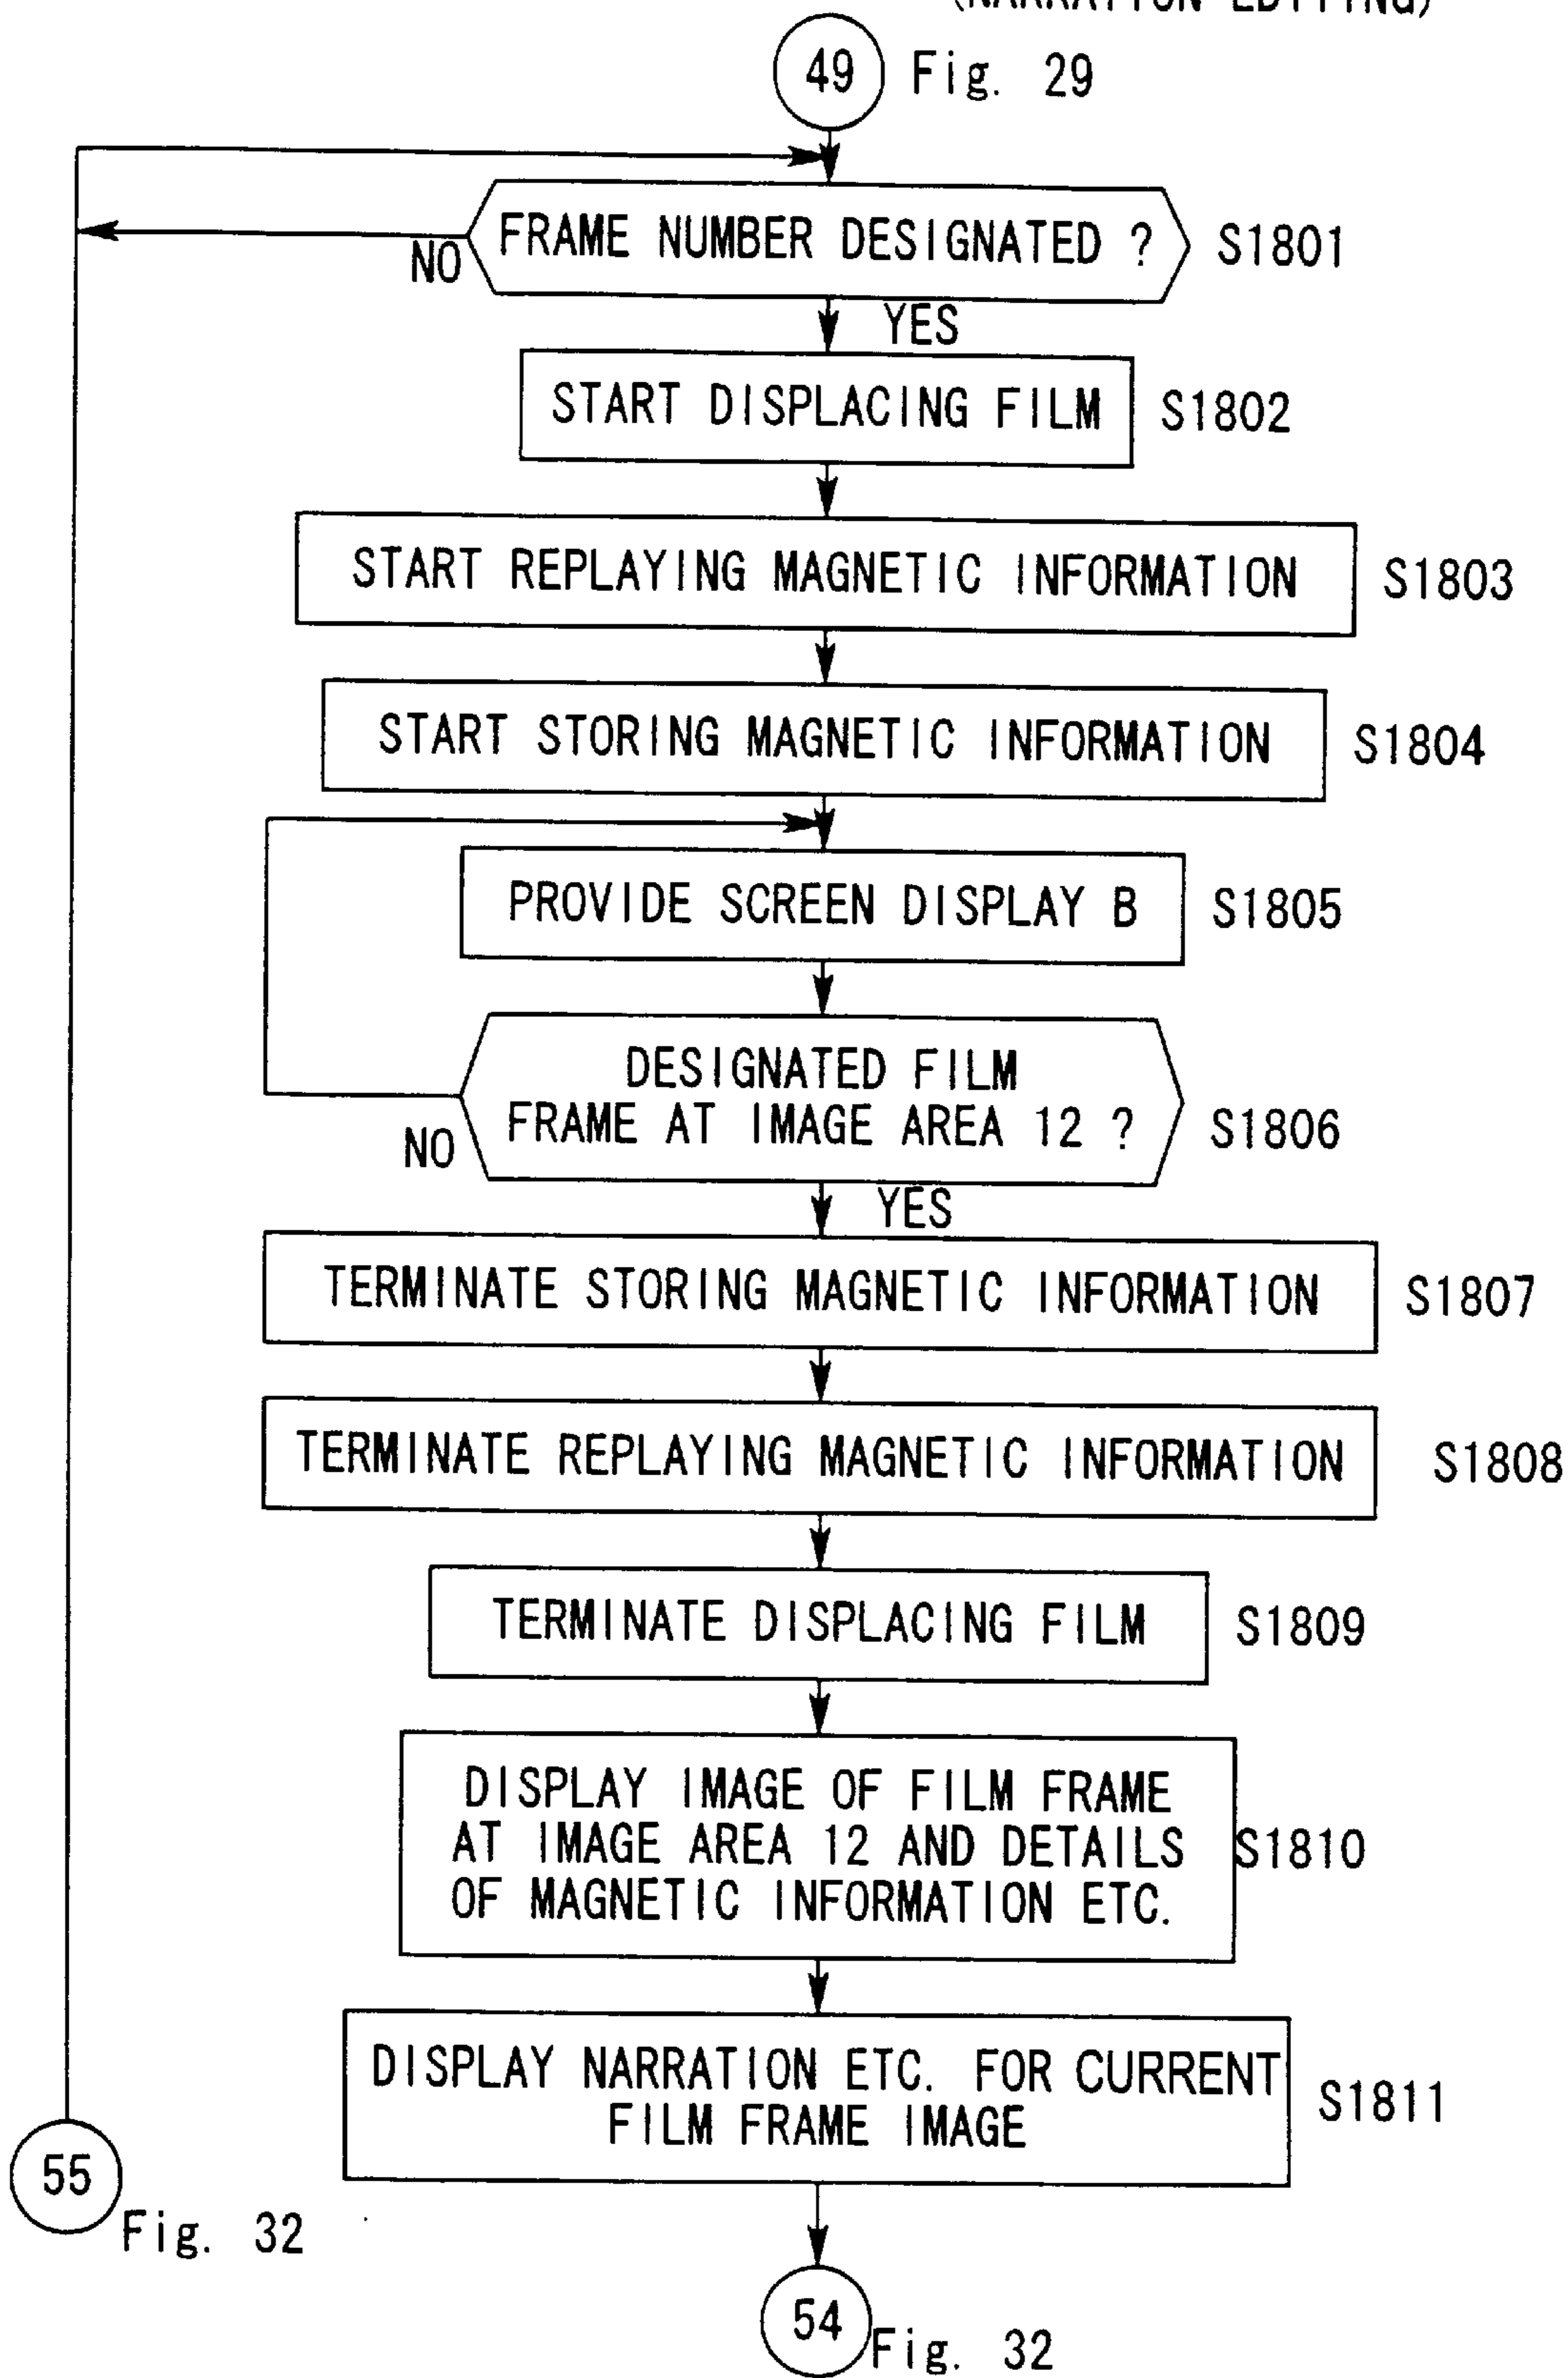 (NARRATION EDITING)
49 Fig. 29
FRAME NUMBER DESIGNATED ? S1801
NO
YES
START DISPLACING FILM S1802
START REPLAYING MAGNETIC INFORMATION S1803
START STORING MAGNETIC INFORMATION S1804
PROVIDE SCREEN DISPLAY B S1805
DESIGNATED FILM
FRAME AT IMAGE AREA 12 ? S1806
NO
YES
TERMINATE STORING MAGNETIC INFORMATION S1807
TERMINATE REPLAYING MAGNETIC INFORMATION S1808
TERMINATE DISPLACING FILM S1809
DISPLAY IMAGE OF FILM FRAME
AT IMAGE AREA 12 AND DETAILS S1810
OF MAGNETIC INFORMATION ETC.
DISPLAY NARRATION ETC. FOR CURRENT
FILM FRAME IMAGE S1811
55 Fig. 32
54 Fig. 32